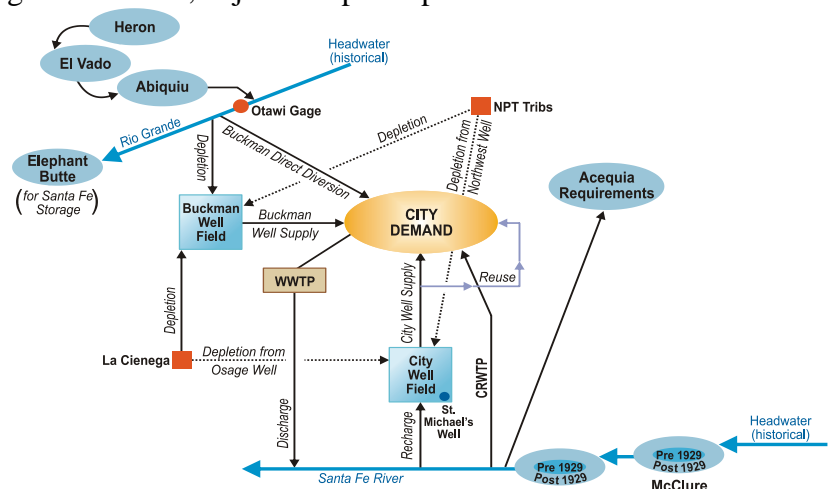 Heron
Headwater
(historical)
El Vado
Abiquiu
Otawi Gage
NPT Tribs
Rio Grande
Depletion
Buckman Direct Diversion
Depletion
Depletion from
Northwest Well
Elephant
Butte
(for Santa Fe
Storage)
Acequia
Requirements
Buckman
Well
Field
Buckman
Well Supply
CITY
DEMAND
WWTP
Reuse
City Well Supply
Depletion
La Cienega
Depletion from
Osage Well
City
Well
Field
CRWTP
St.
Michael's
Well
Discharge
Recharge
Headwater
(historical)
Pre 1929
Post 1929
Pre 1929
Post 1929
McClure
Santa Fe River